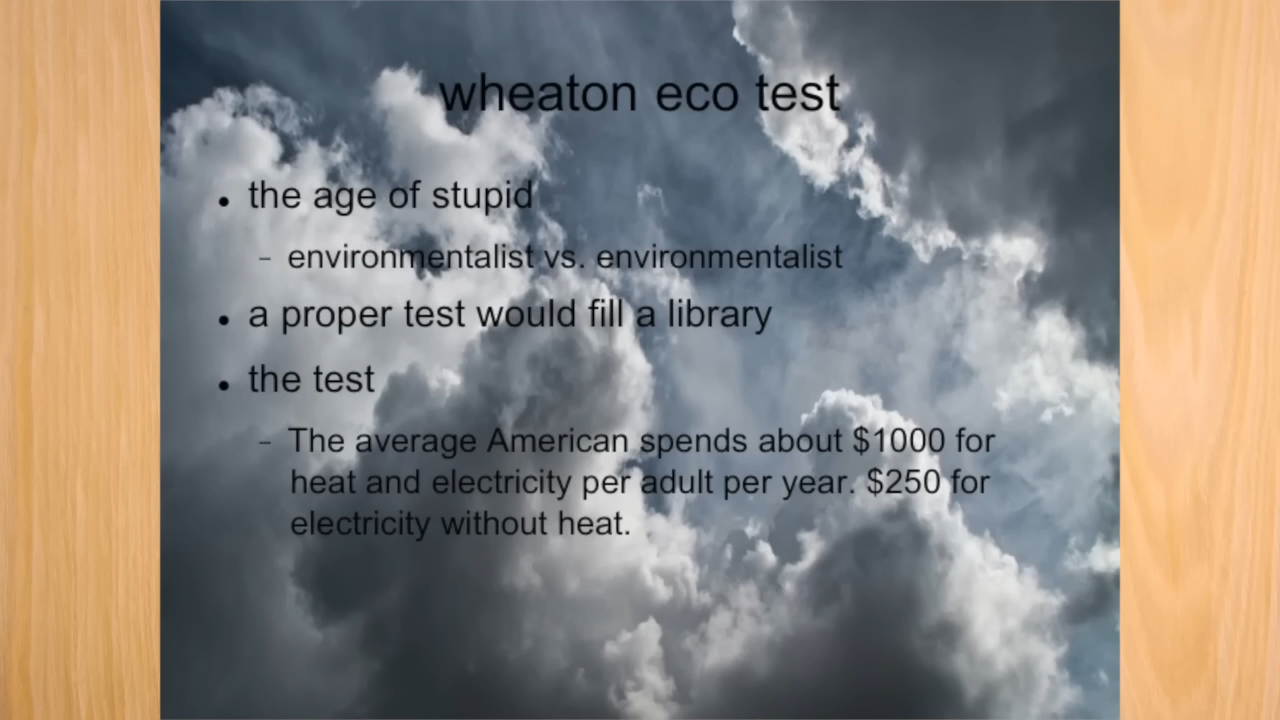 wheaton eco test
• the age of stupid
– environmentalist vs. environmentalist
• a proper test would fill a library
• the test
– The average American spends about $1000 for
heat and electricity per adult per year. $250 for
electricity without heat.